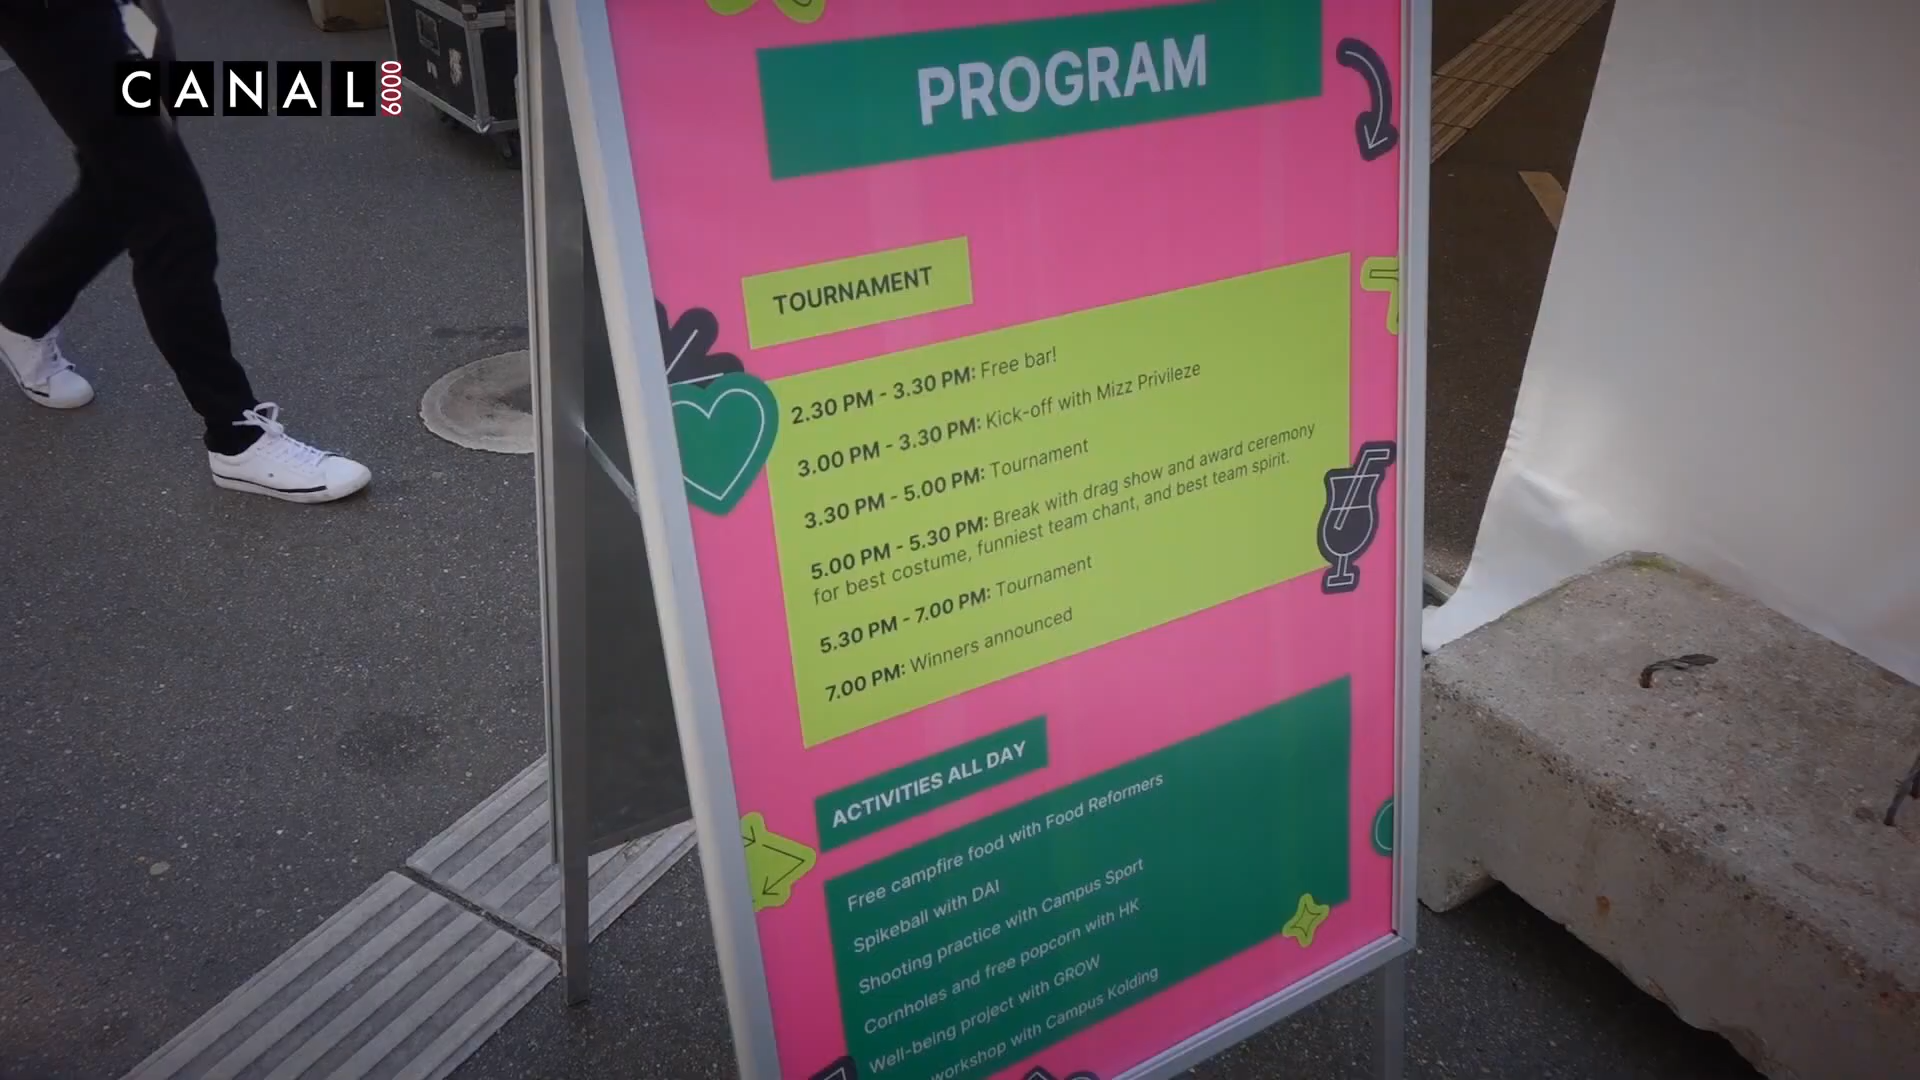 CANAL 6000
PROGRAM
TOURNAMENT
2.30 PM - 3.30 PM: Free bar!
3.00 PM - 3.30 PM: Kick-off with Mizz Privileze
3.30 PM - 5.00 PM: Tournament
5.00 PM - 5.30 PM: Break with drag show and award ceremony
for best costume, funniest team chant, and best team spirit.
5.30 PM - 7.00 PM: Tournament
7.00 PM: Winners announced
ACTIVITIES ALL DAY
Free campfire food with Food Reformers
Spikeball with DAI
Shooting practice with Campus Sport
Cornholes and free popcorn with HK
Well-being project with GROW
workshop with Campus Kolding